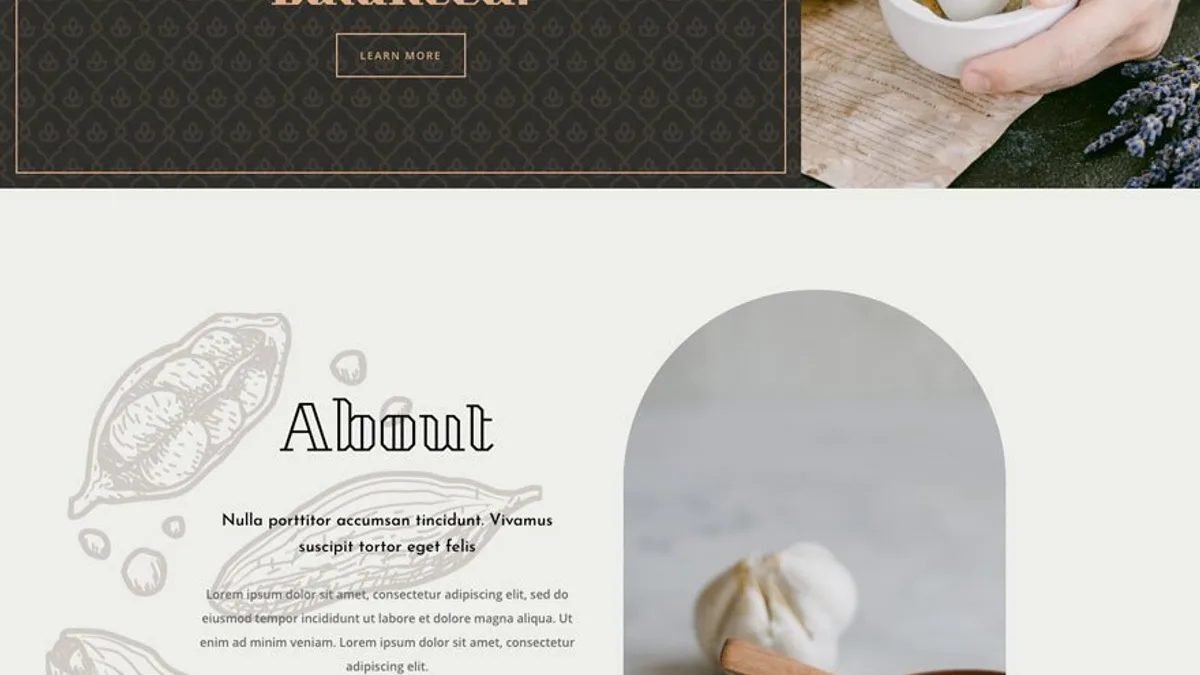 Balanced.
LEARN MORE
About
Nulla porttitor accumsan tincidunt. Vivamus
suscipit tortor eget felis
Lorem ipsum dolor sit amet, consectetur adipiscing elit, sed do
eiusmod tempor incididunt ut labore et dolore magna aliqua. Ut
enim ad minim veniam. Lorem ipsum dolor sit amet, consectetur
adipiscing elit.